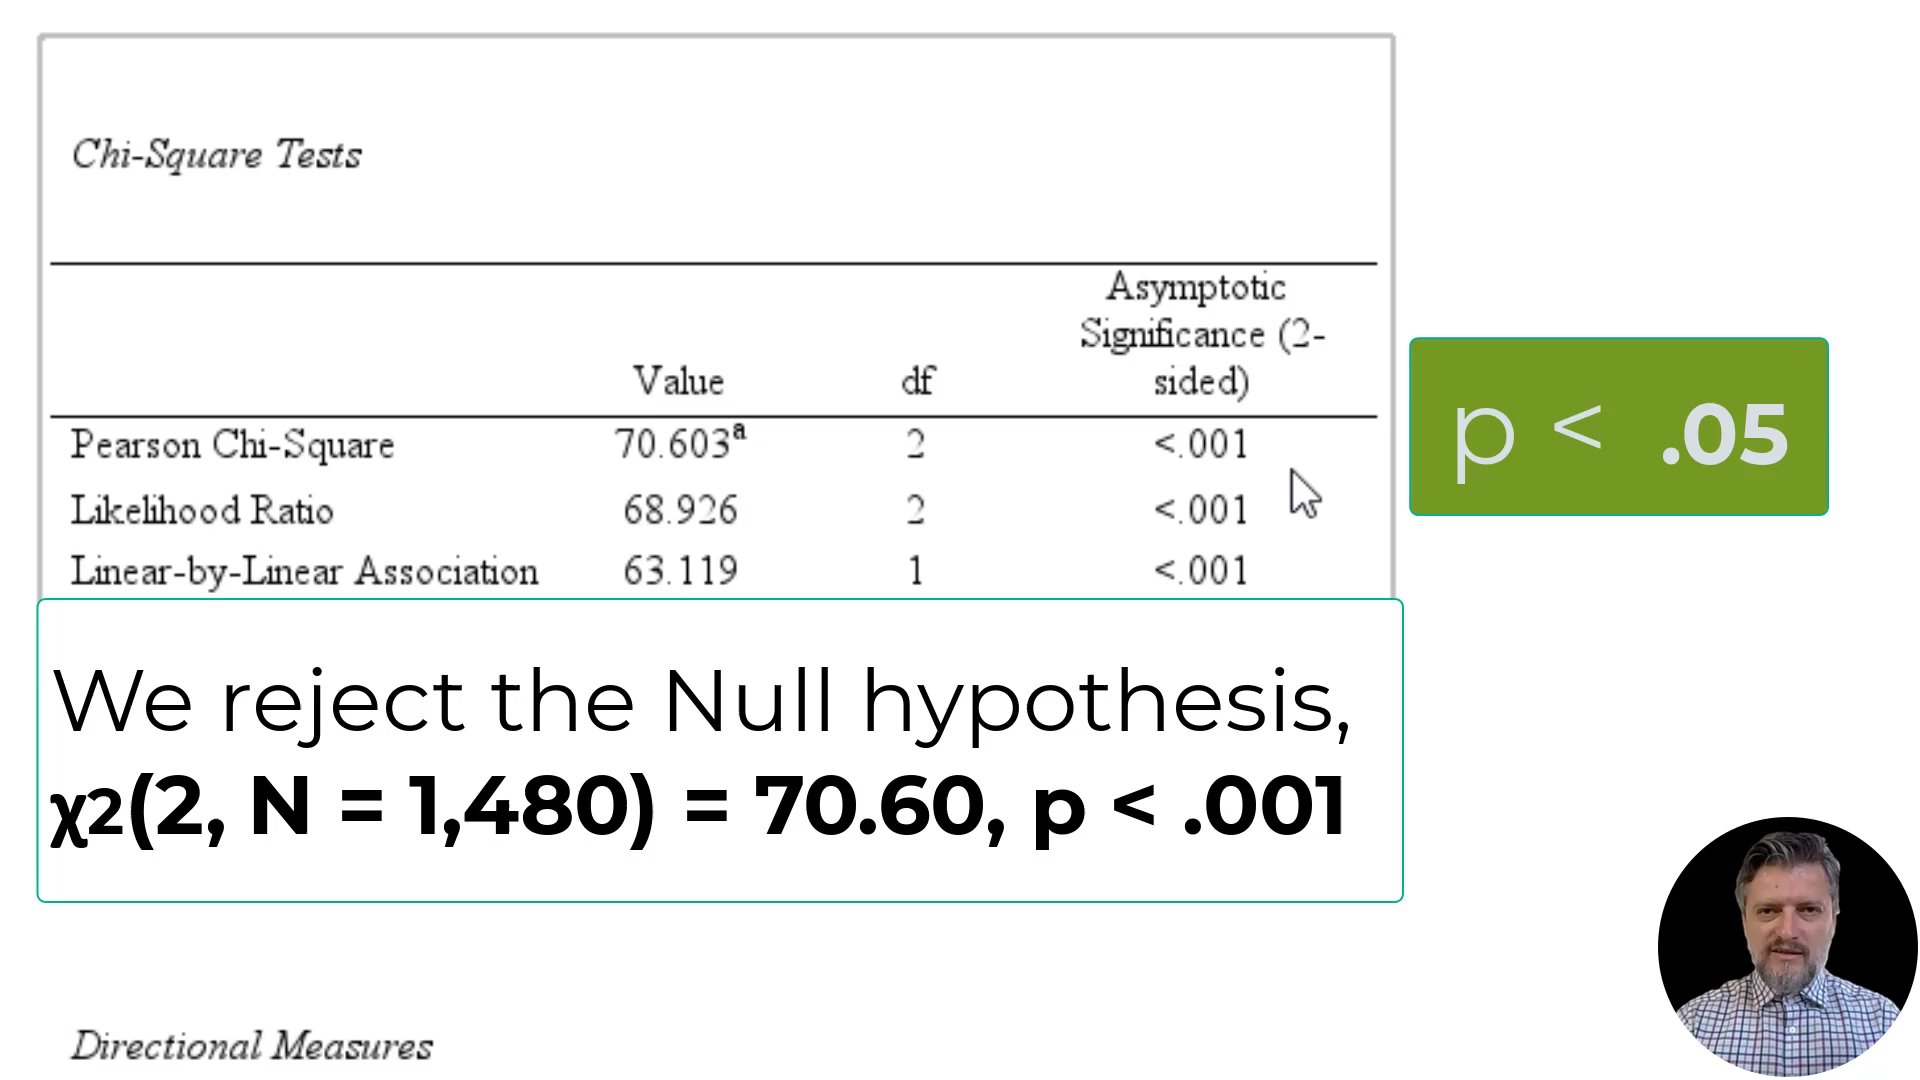 Chi-Square Tests
Asymptotic
Significance (2-
Value df sided)
Pearson Chi-Square 70.603ª 2 <.001
Likelihood Ratio 68.926 2 <.001
Linear-by-Linear Association 63.119 1 <.001
p < .05
We reject the Null hypothesis,
χ2(2, N = 1,480) = 70.60, p < .001
Directional Measures